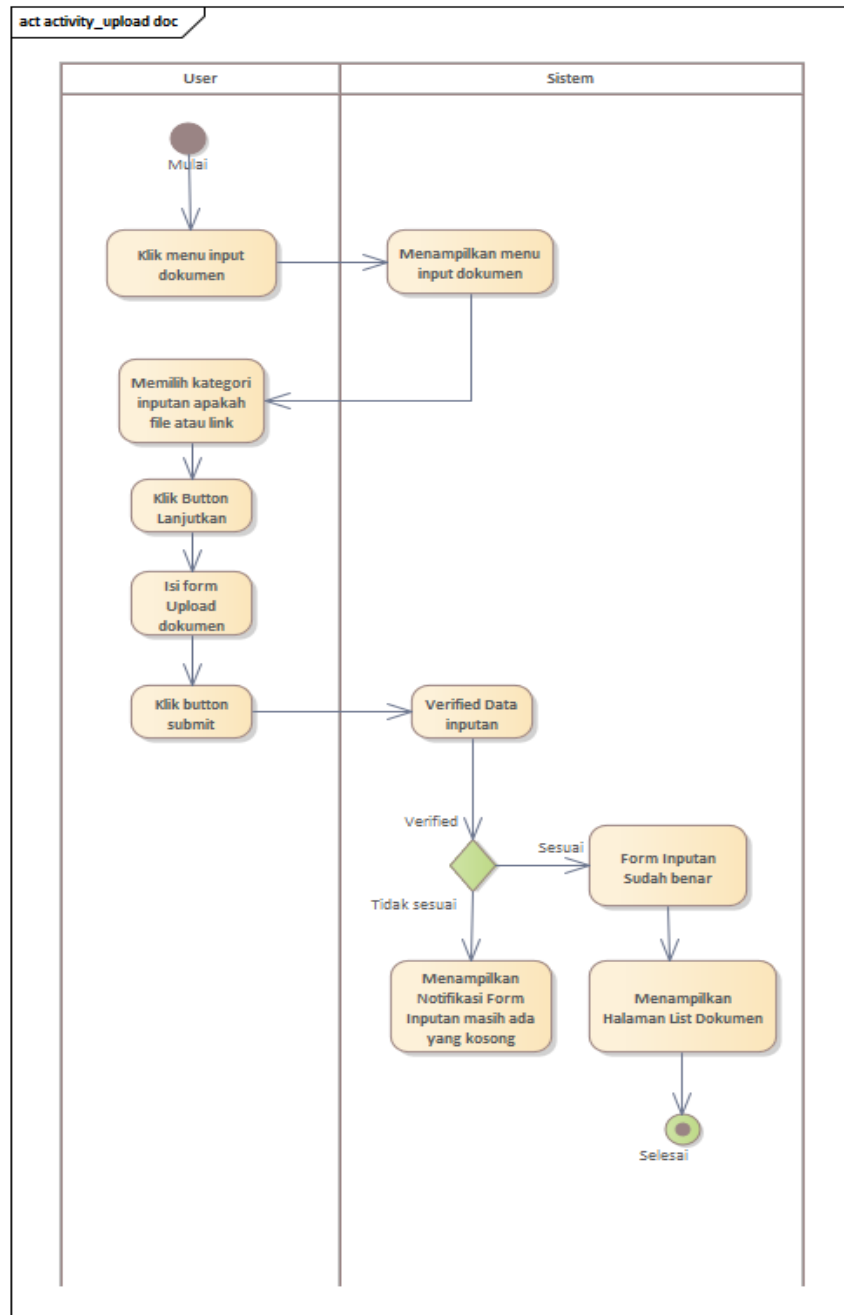 act activity_upload doc
User
Sistem
Mulai
Klik menu input
dokumen
Menampilkan menu
input dokumen
Memilih kategori
inputan apakah
file atau link
Klik Button
Lanjutkan
Isi form
Upload
dokumen
Klik button
submit
Verified Data
inputan
Verified
Sesuai
Form Inputan
Sudah benar
Tidak sesuai
Menampilkan
Notifikasi Form
Inputan masih ada
yang kosong
Menampilkan
Halaman List Dokumen
Selesai